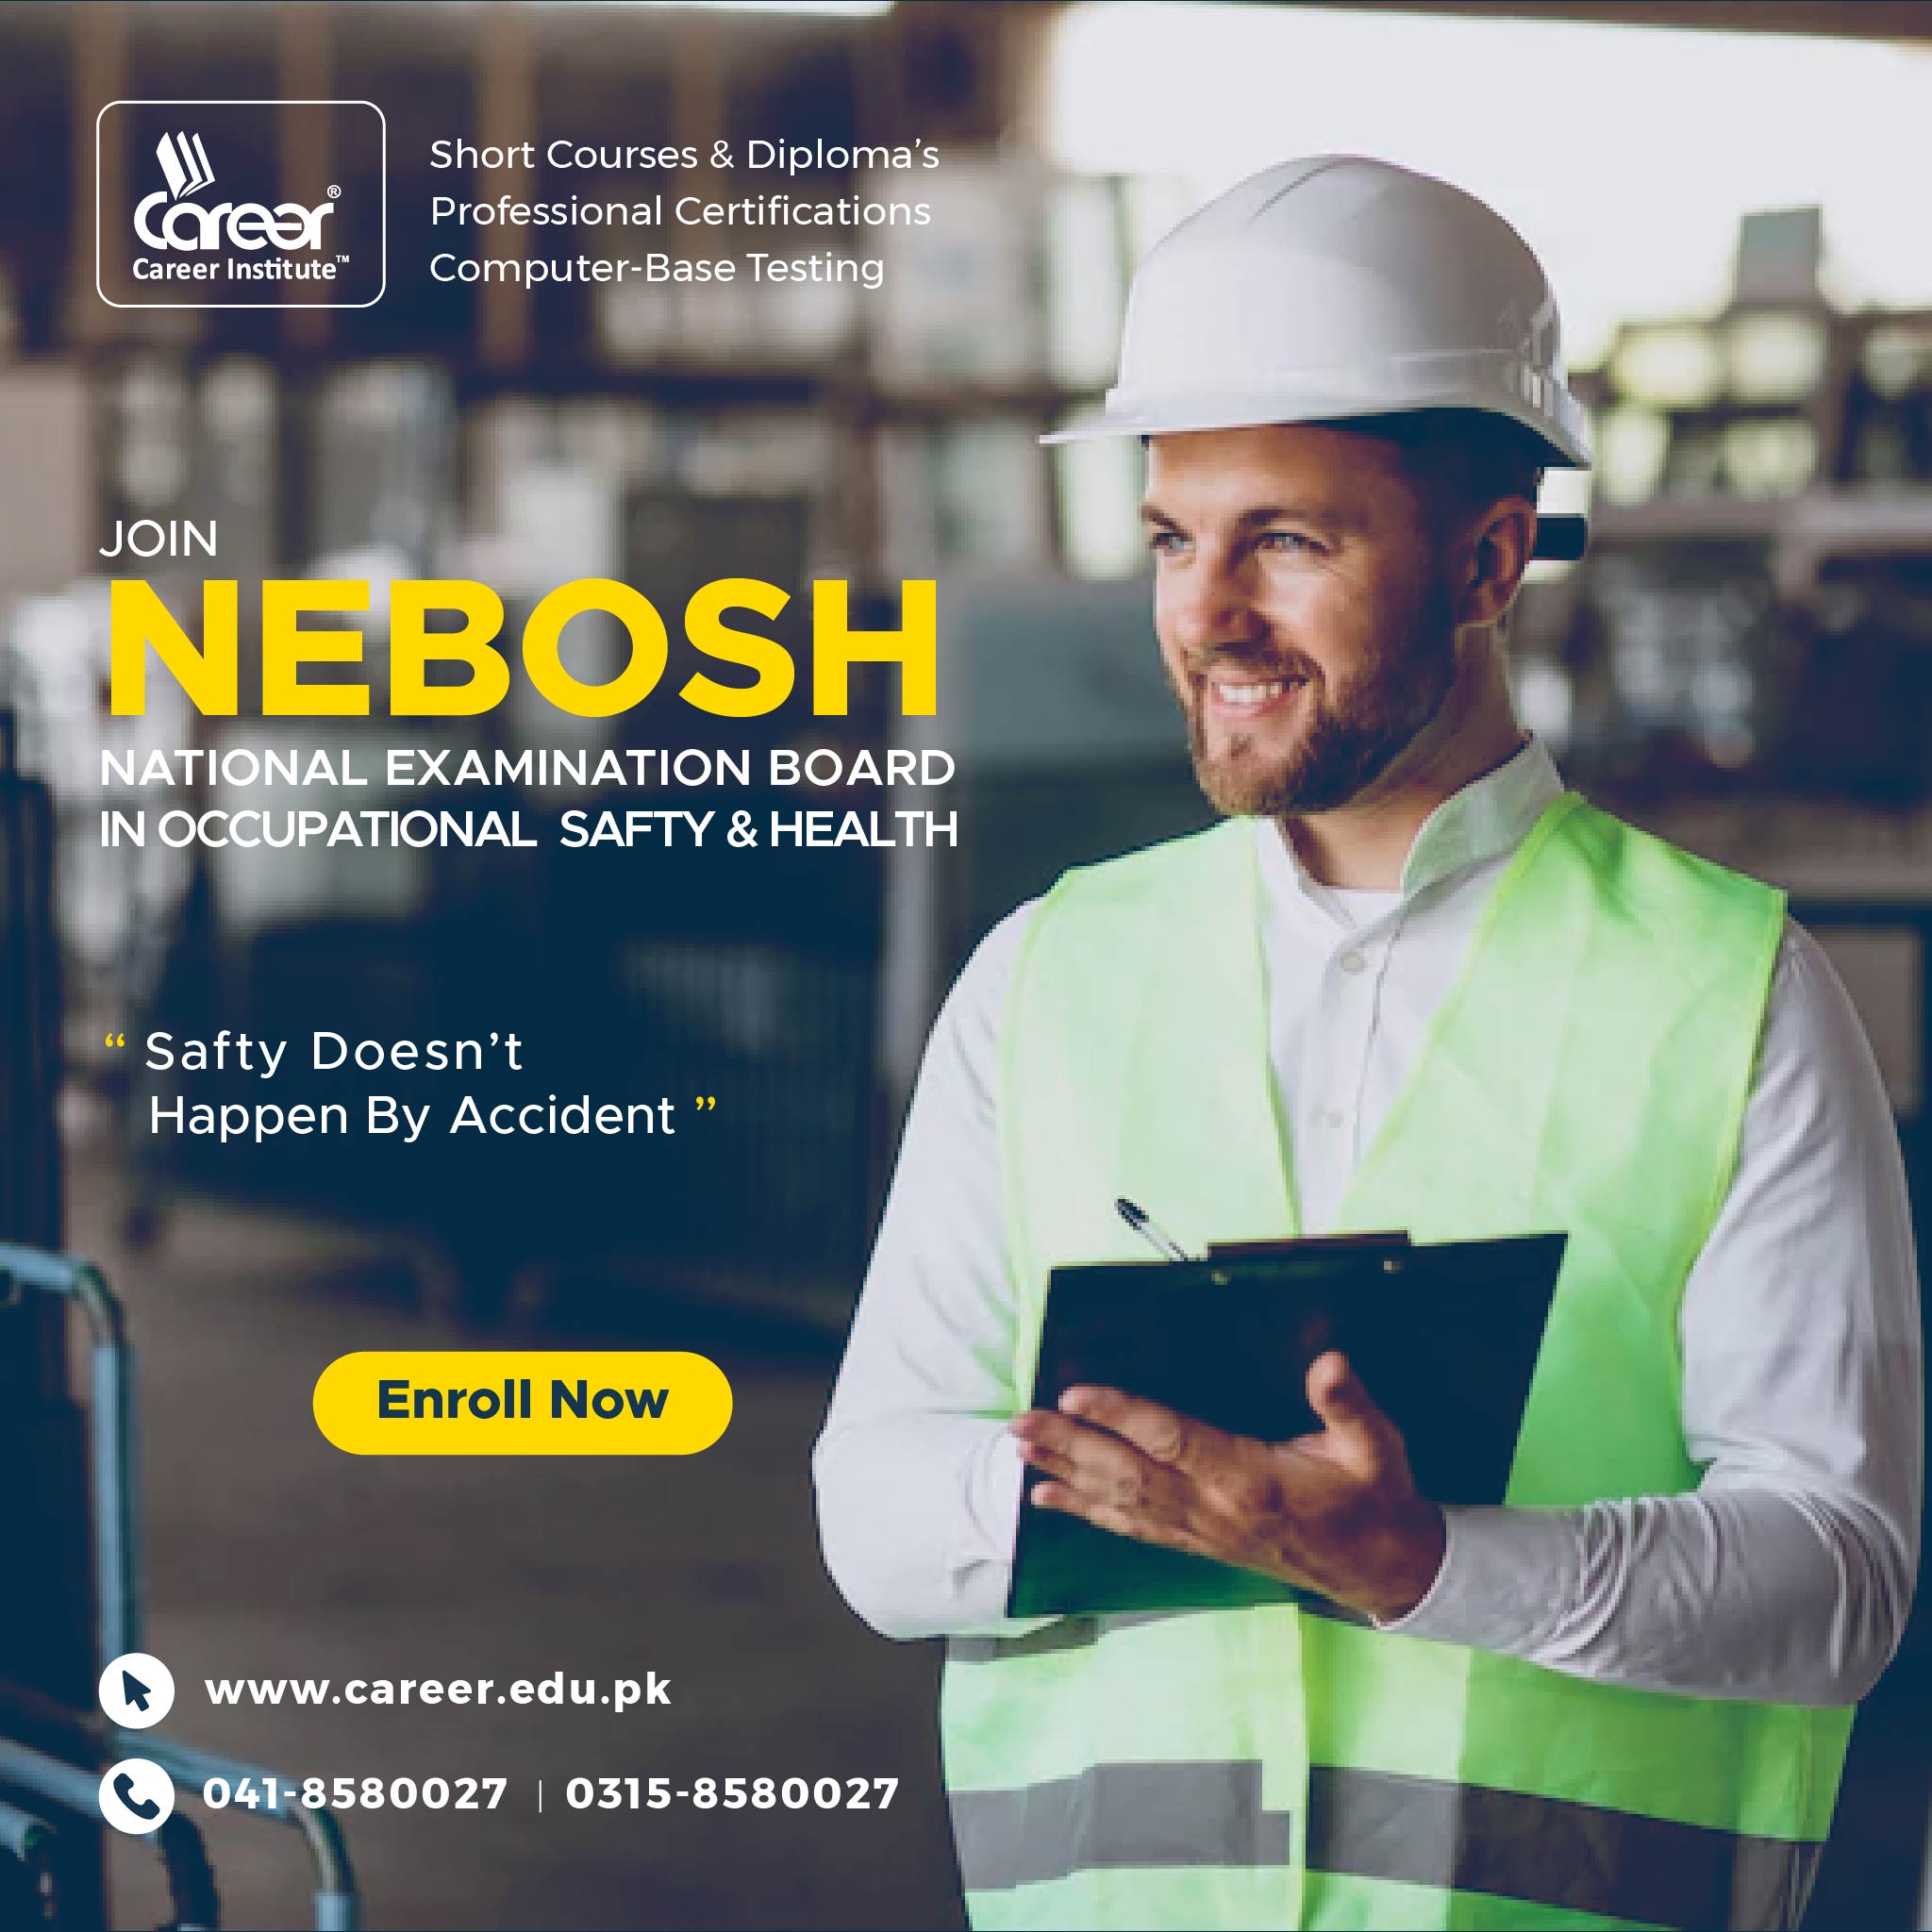 Career®
Career Institute™
Short Courses & Diploma’s
Professional Certifications
Computer-Base Testing
JOIN
NEBOSH
NATIONAL EXAMINATION BOARD
IN OCCUPATIONAL SAFTY & HEALTH
“ Safty Doesn’t
Happen By Accident ”
Enroll Now
www.career.edu.pk
041-8580027 | 0315-8580027